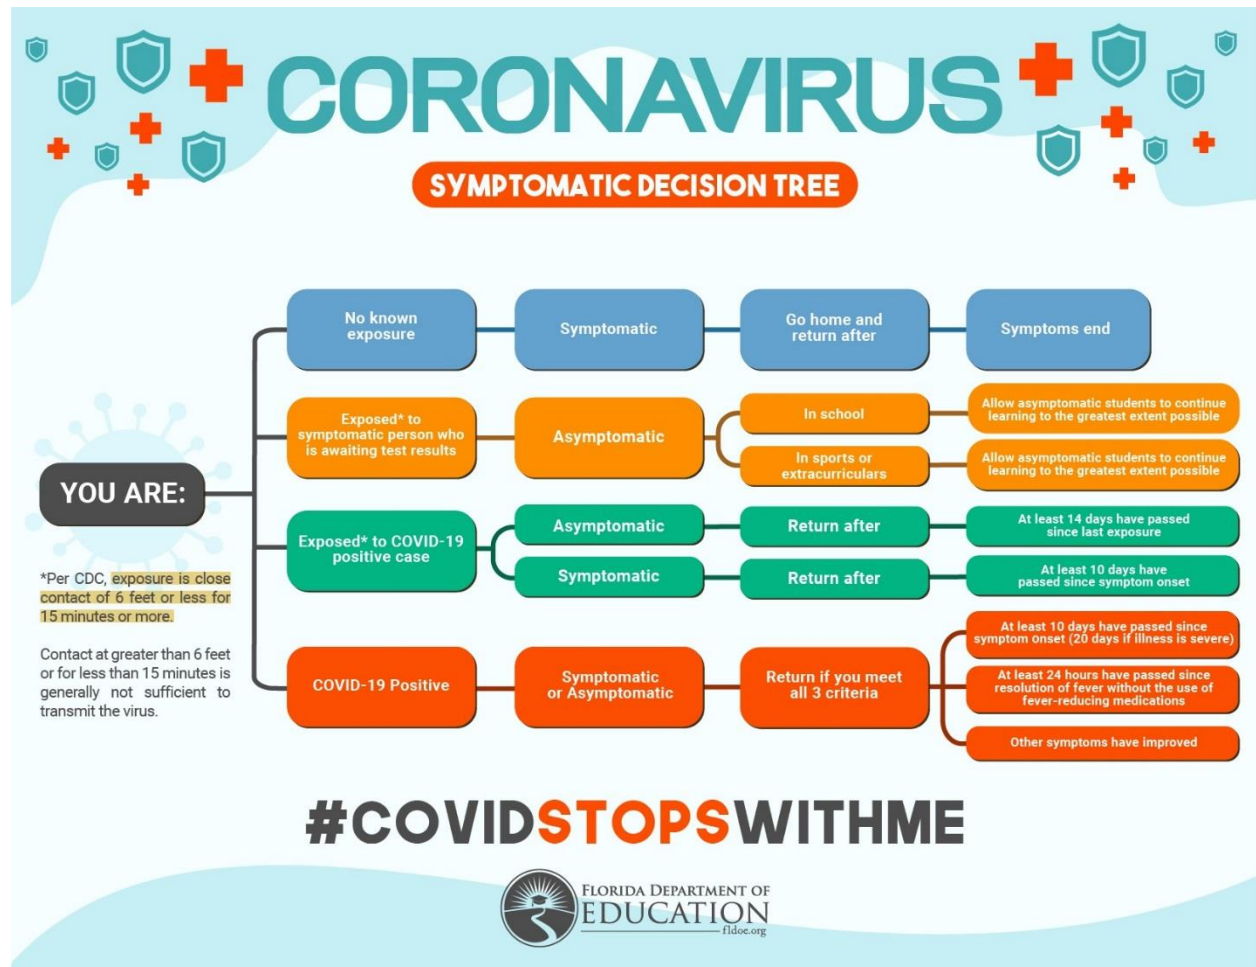 CORONAVIRUS
SYMPTOMATIC DECISION TREE
YOU ARE:
*Per CDC, exposure is close
contact of 6 feet or less for
15 minutes or more.
Contact at greater than 6 feet
or for less than 15 minutes is
generally not sufficient to
transmit the virus.
No known
exposure
Symptomatic
Go home and
return after
Symptoms end
Exposed* to
symptomatic person who
is awaiting test results
Asymptomatic
In school
Allow asymptomatic students to continue
learning to the greatest extent possible
In sports or
extracurriculars
Allow asymptomatic students to continue
learning to the greatest extent possible
Exposed* to COVID-19
positive case
Asymptomatic
Return after
At least 14 days have passed
since last exposure
Symptomatic
Return after
At least 10 days have
passed since symptom onset
COVID-19 Positive
Symptomatic
or Asymptomatic
Return if you meet
all 3 criteria
At least 10 days have passed since
symptom onset (20 days if illness is severe)
At least 24 hours have passed since
resolution of fever without the use of
fever-reducing medications
Other symptoms have improved
#COVIDSTOPSWITHME
FLORIDA DEPARTMENT OF
EDUCATION
fldoe.org